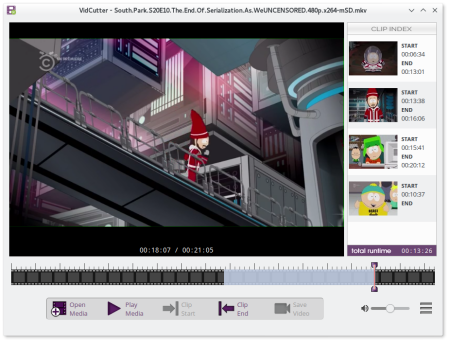 VidCutter - South.Park.S20E10.The.End.Of.Serialization.As.WeUNCENSORED.480p.x264-mSD.mkv
CLIP INDEX
START
00:06:34
END
00:13:01
START
00:13:38
END
00:16:06
START
00:15:41
END
00:20:12
START
00:10:37
END
00:18:07 / 00:21:05
total runtime 00:13:26
Open Media
Play Media
Clip Start
Clip End
Save Video